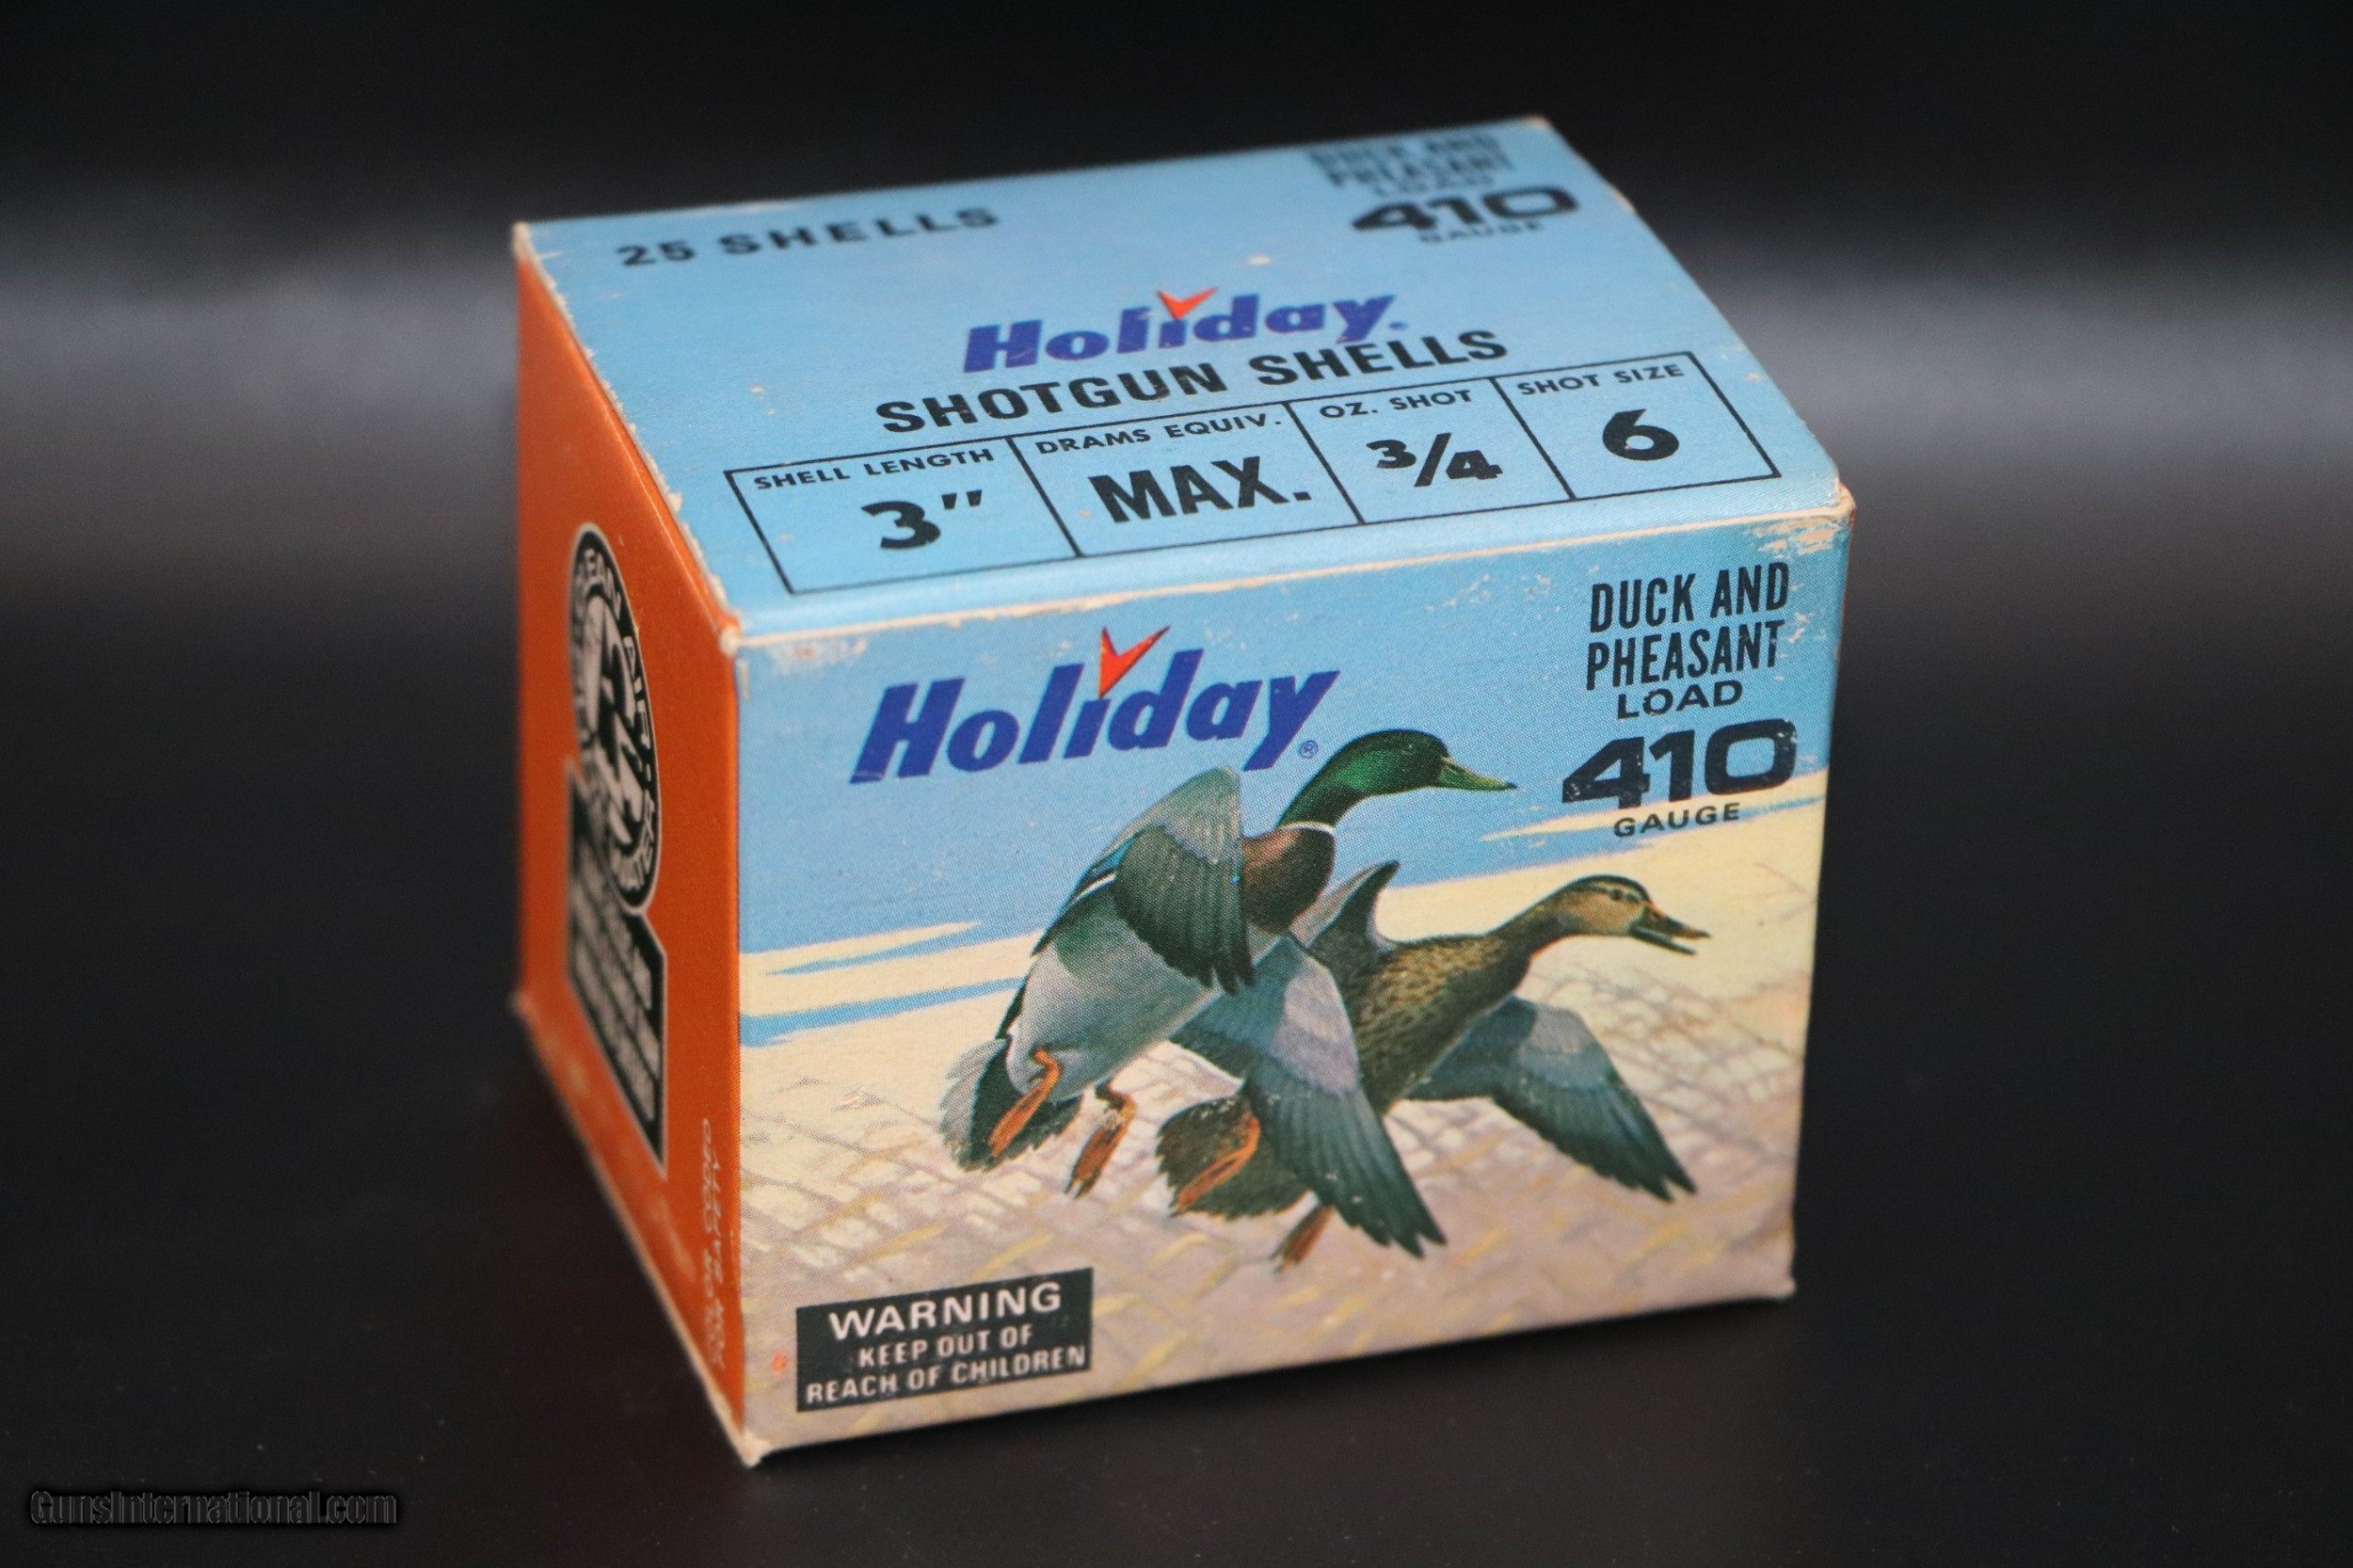 25 SHELLS
DUCK AND
PHEASANT
LOAD
410
GAUGE
Holiday®
SHOTGUN SHELLS
SHELL LENGTH DRAMS EQUIV. OZ. SHOT SHOT SIZE
3" MAX. 3/4 6
Holiday®
DUCK AND
PHEASANT
LOAD
410
GAUGE
WARNING
KEEP OUT OF
REACH OF CHILDREN
GunsInternational.com